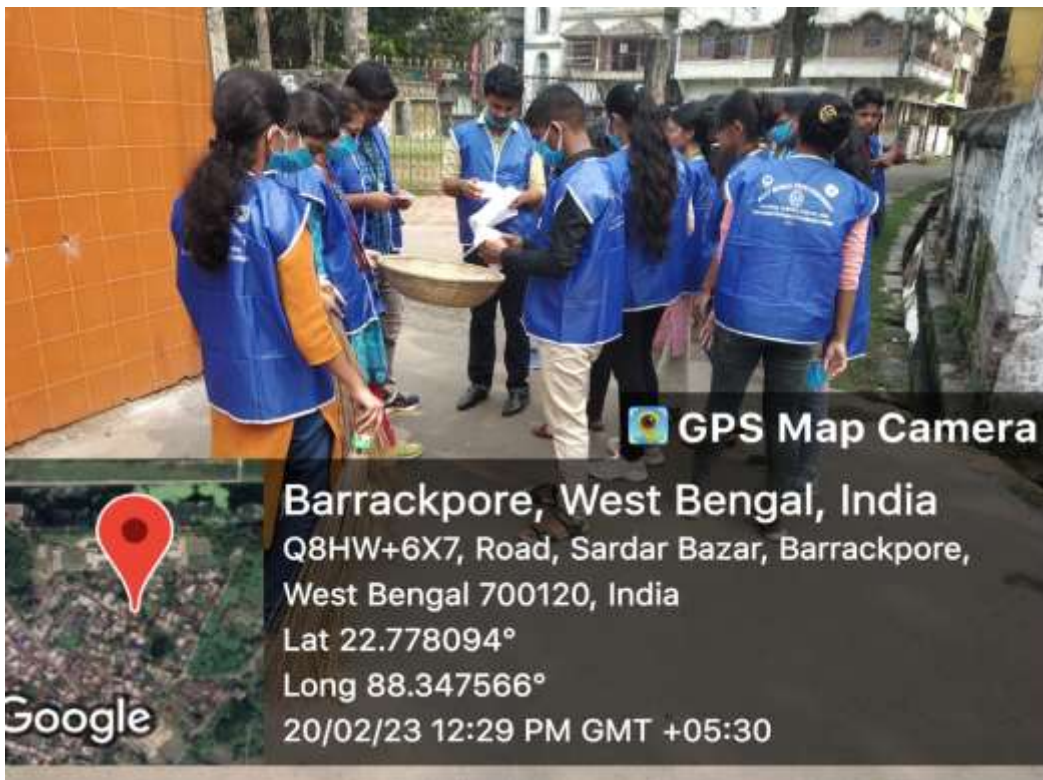 GPS Map Camera
Barrackpore, West Bengal, India
Q8HW+6X7, Road, Sardar Bazar, Barrackpore,
West Bengal 700120, India
Lat 22.778094°
Long 88.347566°
20/02/23 12:29 PM GMT +05:30
Google